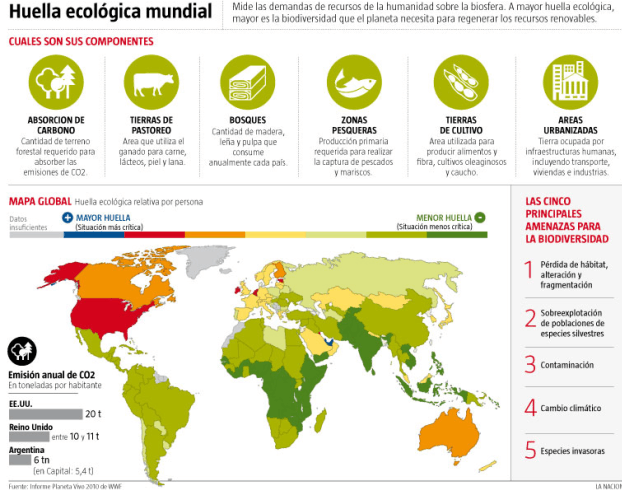 Huella ecológica mundial
Mide las demandas de recursos de la humanidad sobre la biosfera. A mayor huella ecológica,
mayor es la biodiversidad que el planeta necesita para regenerar los recursos renovables.
CUALES SON SUS COMPONENTES
ABSORCION DE
CARBONO
Cantidad de terreno
forestal requerido para
absorber las
emisiones de CO2.
TIERRAS DE
PASTOREO
Area que utiliza el
ganado para carne,
lácteos, piel y lana.
BOSQUES
Cantidad de madera,
leña y pulpa que
consume
anualmente cada país.
ZONAS
PESQUERAS
Producción primaria
requerida para realizar
la captura de pescados
y mariscos.
TIERRAS
DE CULTIVO
Area utilizada para
producir alimentos y
fibra, cultivos oleaginosos
y caucho.
AREAS
URBANIZADAS
Tierra ocupada por
infraestructuras humanas,
incluyendo transporte,
viviendas e industrias.
MAPA GLOBAL Huella ecológica relativa por persona
Datos
insuficientes
+ MAYOR HUELLA
(Situación más crítica)
MENOR HUELLA -
(Situación menos crítica)
Emisión anual de CO2
En toneladas por habitante
EE.UU.
20 t
Reino Unido
entre 10 y 11 t
Argentina
6 tn
(en Capital: 5,4 t)
LAS CINCO
PRINCIPALES
AMENAZAS PARA
LA BIODIVERSIDAD
1 Pérdida de hábitat,
alteración y
fragmentación
2 Sobreexplotación
de poblaciones de
especies silvestres
3 Contaminación
4 Cambio climático
5 Especies invasoras
Fuente: Informe Planeta Vivo 2010 de WWF
LA NACION